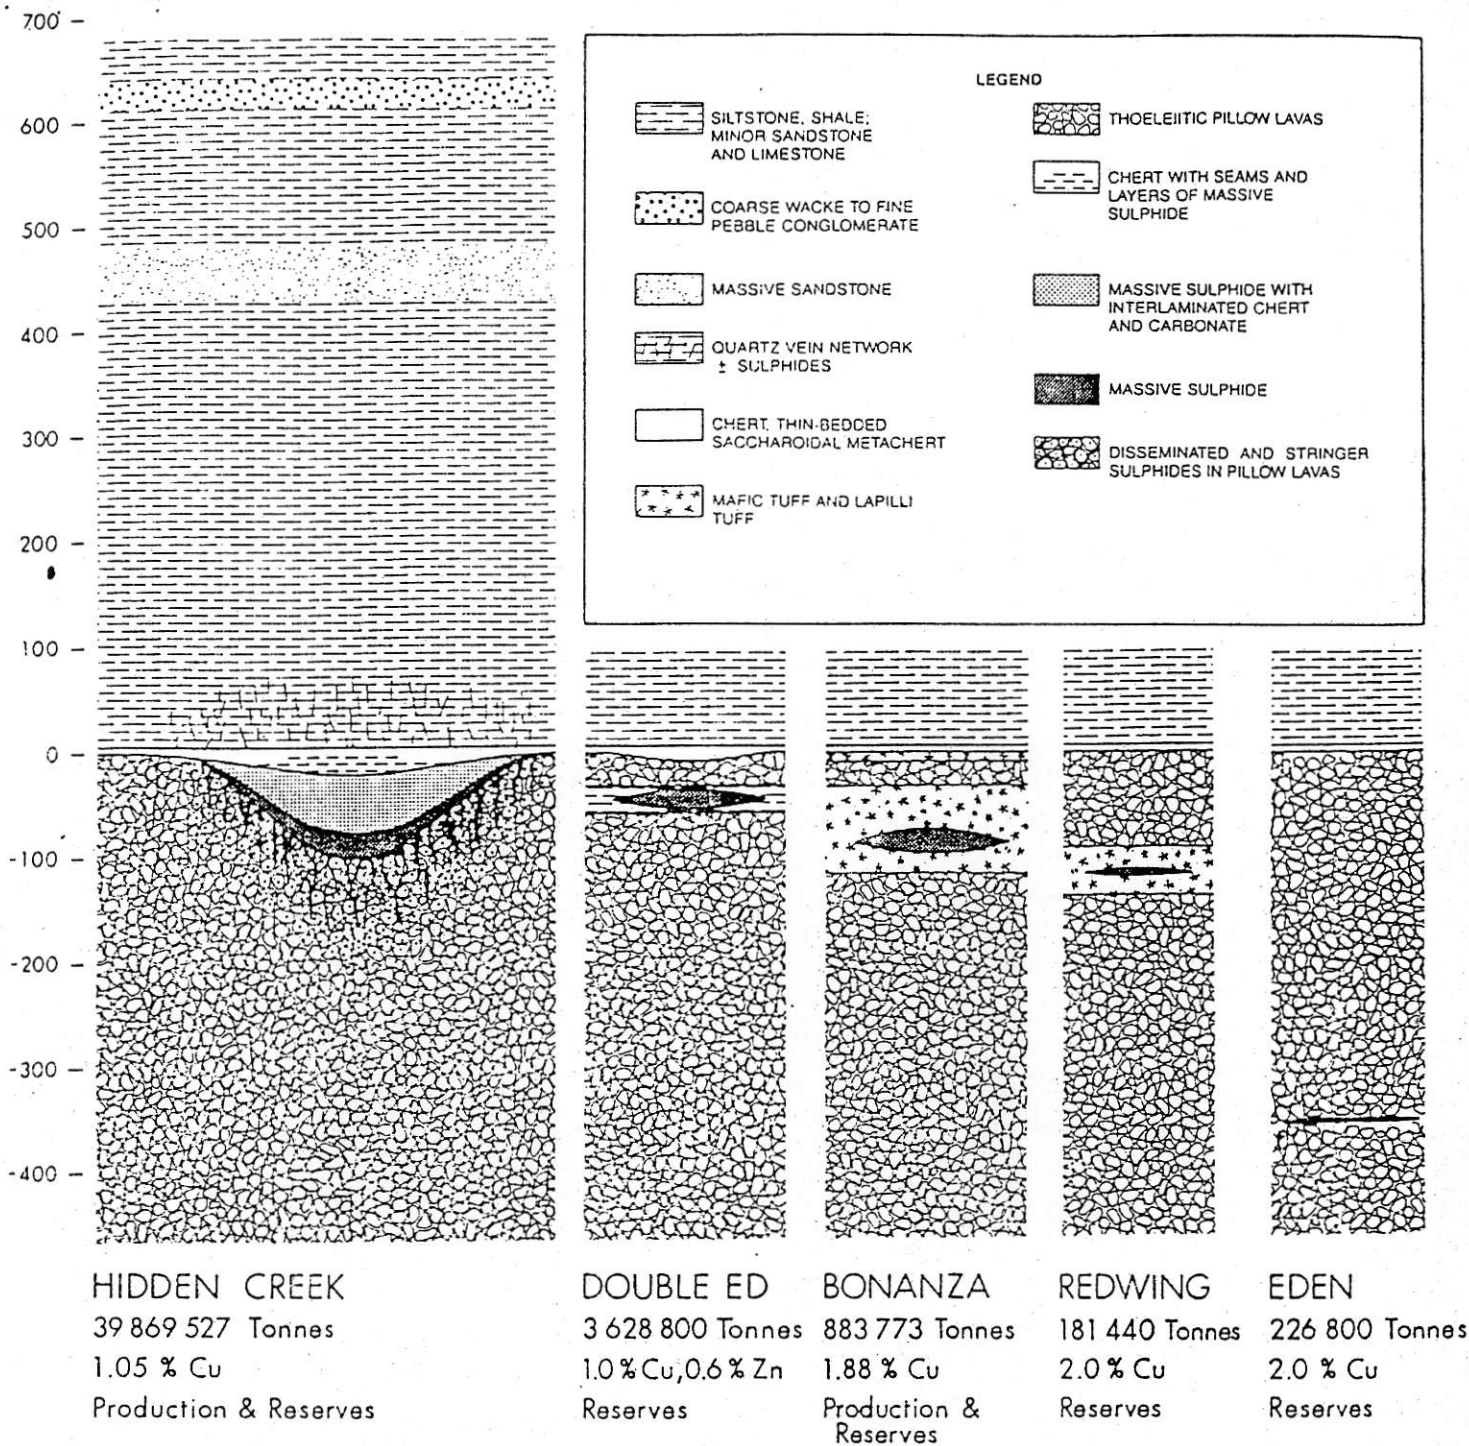 700 –
600 –
500 –
400 –
300 –
200 –
100 –
0 –
-100 –
-200 –
-300 –
-400 –
LEGEND
SILTSTONE, SHALE;
MINOR SANDSTONE
AND LIMESTONE
COARSE WACKE TO FINE
PEBBLE CONGLOMERATE
MASSIVE SANDSTONE
QUARTZ VEIN NETWORK
± SULPHIDES
CHERT, THIN-BEDDED
SACCHAROIDAL METACHERT
MAFIC TUFF AND LAPILLI
TUFF
THOELEIITIC PILLOW LAVAS
CHERT WITH SEAMS AND
LAYERS OF MASSIVE
SULPHIDE
MASSIVE SULPHIDE WITH
INTERLAMINATED CHERT
AND CARBONATE
MASSIVE SULPHIDE
DISSEMINATED AND STRINGER
SULPHIDES IN PILLOW LAVAS
HIDDEN CREEK
39 869 527 Tonnes
1.05 % Cu
Production & Reserves
DOUBLE ED
3 628 800 Tonnes
1.0 % Cu, 0.6 % Zn
Reserves
BONANZA
883 773 Tonnes
1.88 % Cu
Production &
Reserves
REDWING
181 440 Tonnes
2.0 % Cu
Reserves
EDEN
226 800 Tonnes
2.0 % Cu
Reserves